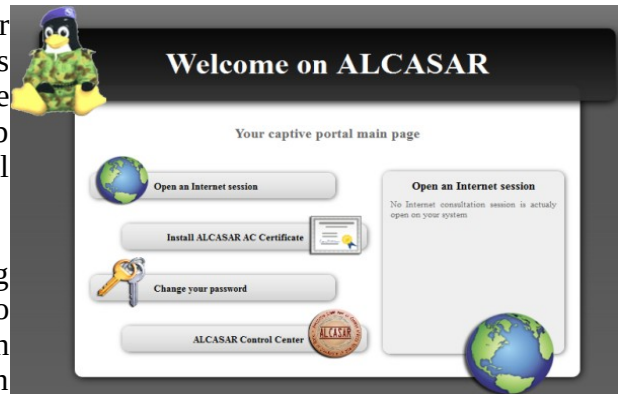 Welcome on ALCASAR
Your captive portal main page
Open an Internet session
Install ALCASAR AC Certificate
Change your password
ALCASAR Control Center
ALCASAR
Open an Internet session
No Internet consultation session is actualy
open on your system